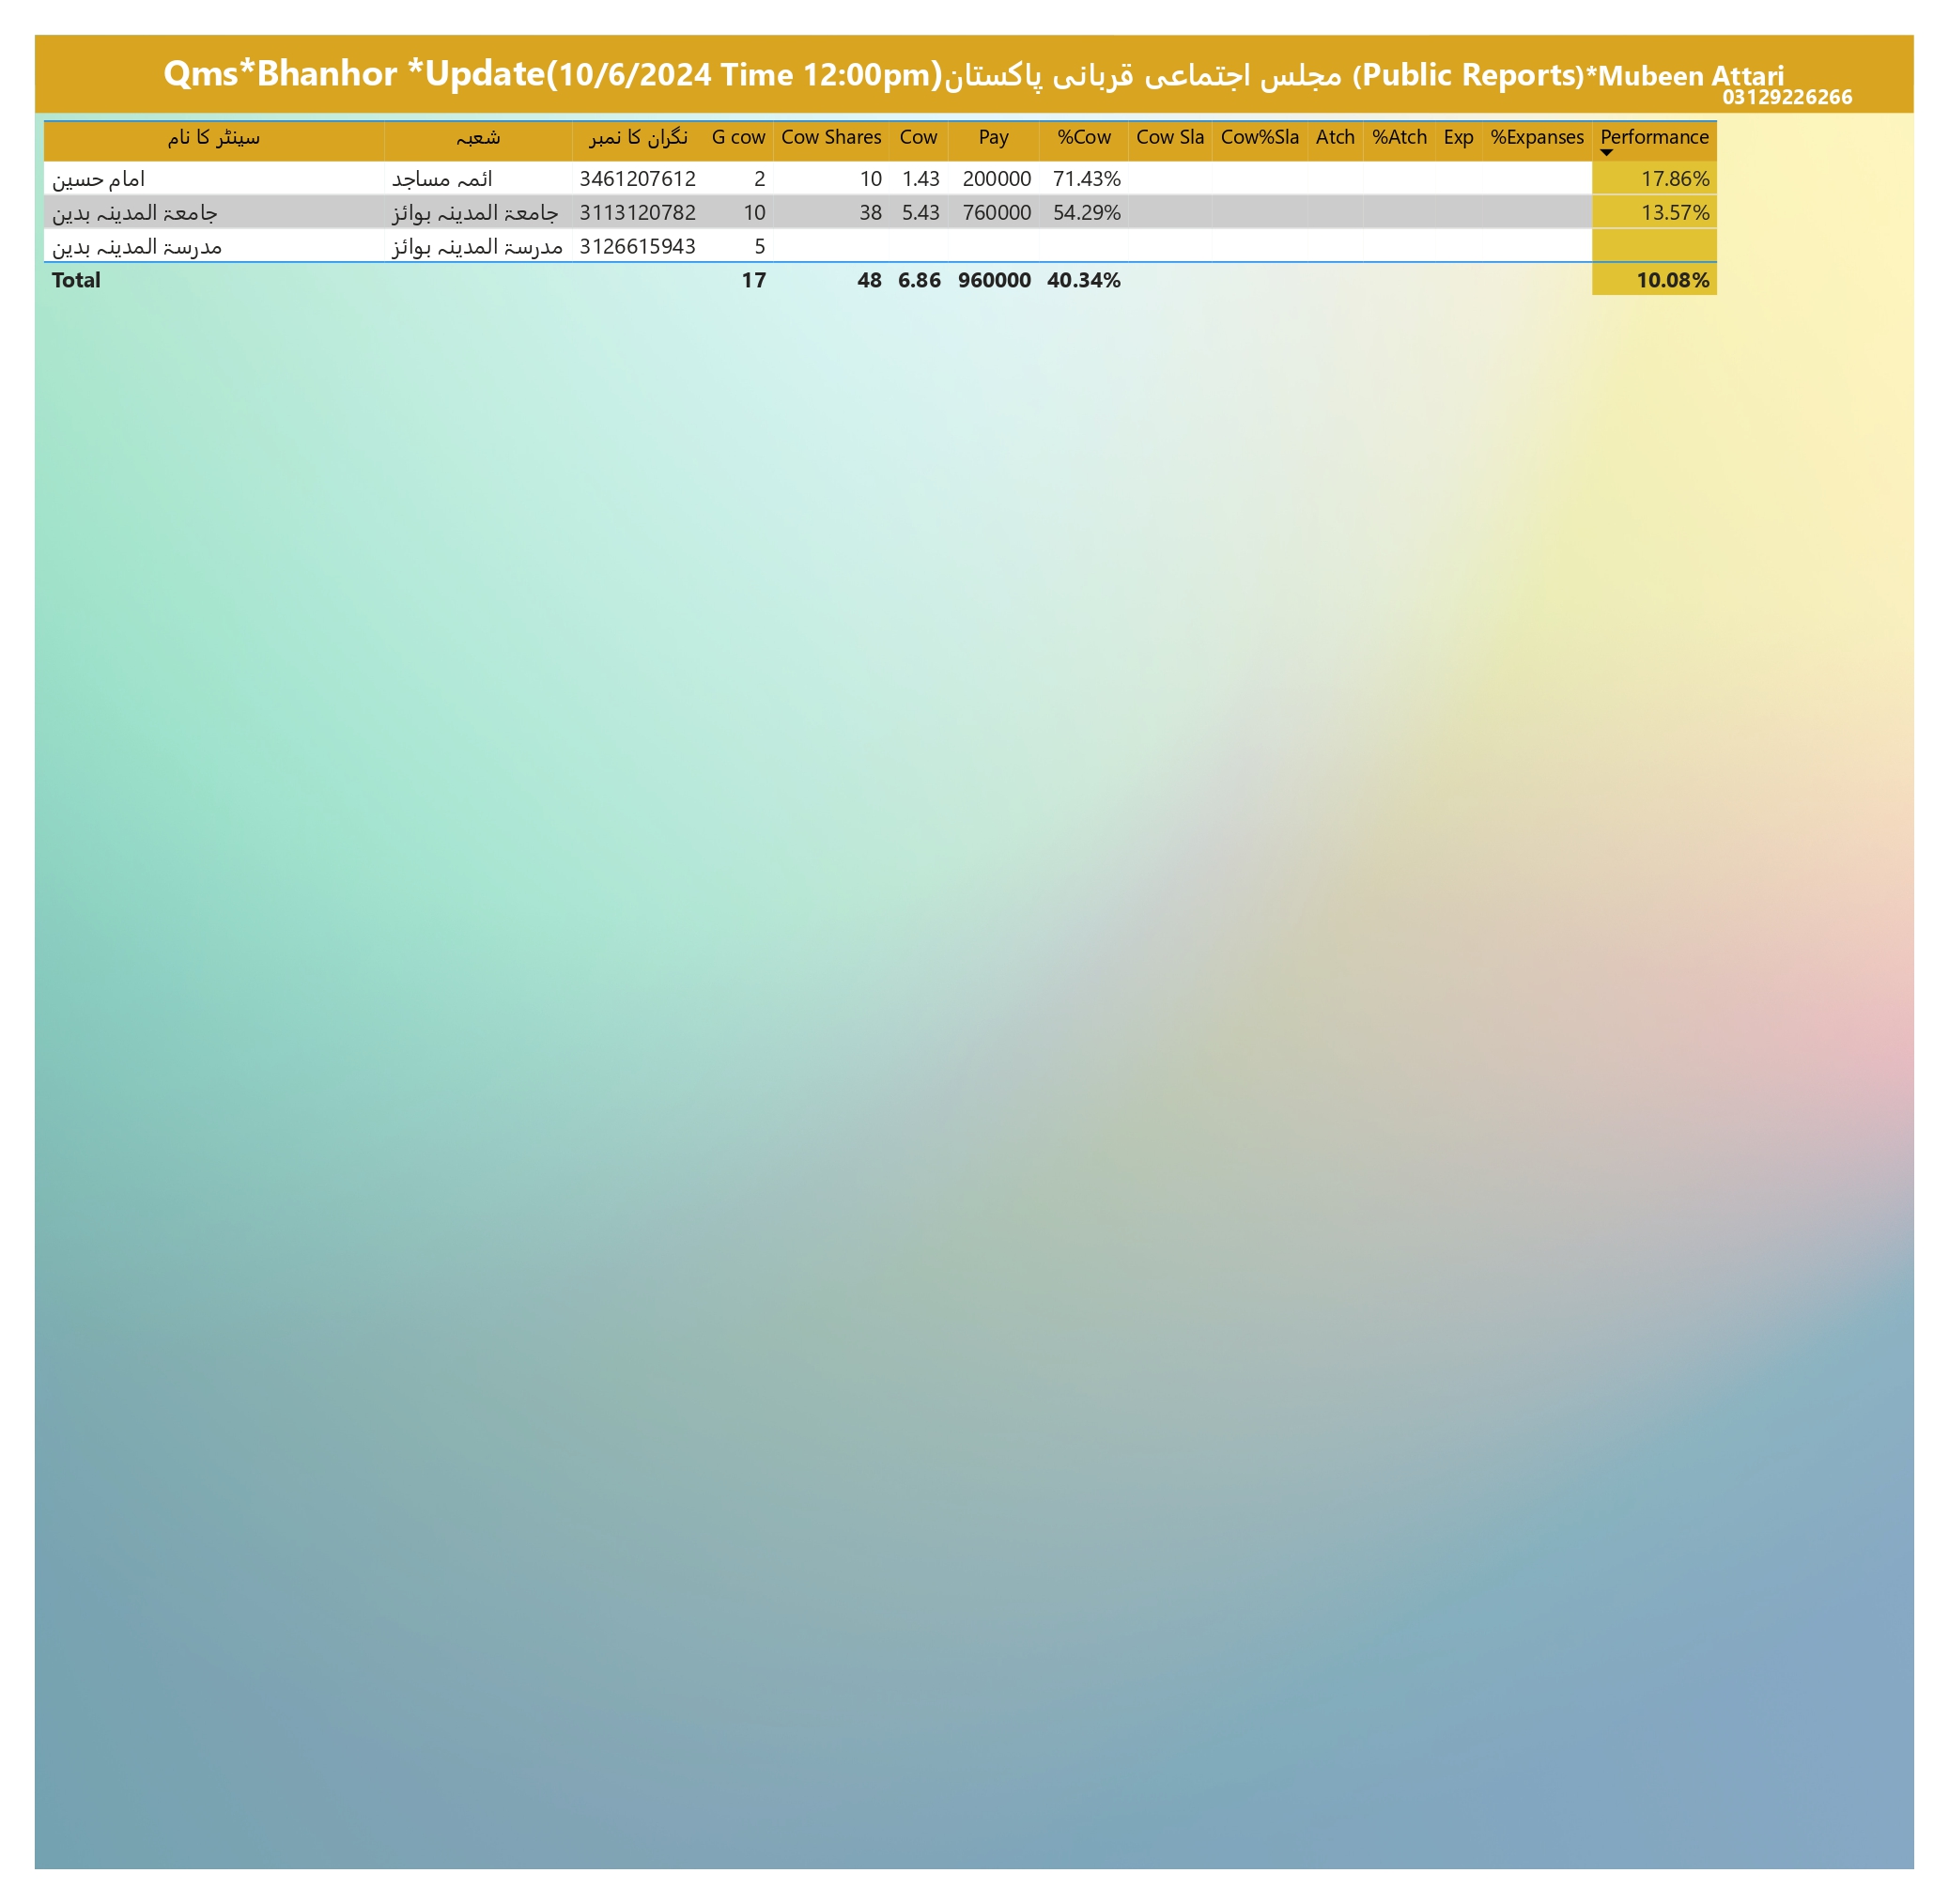 Qms*Bhanhor *Update(10/6/2024 Time 12:00pm)مجلس اجتماعی قربانی پاکستان (Public Reports)*Mubeen Attari
03129226266
سینٹر کا نام شعبہ نگران کا نمبر G cow Cow Shares Cow Pay %Cow Cow Sla Cow%Sla Atch %Atch Exp %Expanses Performance
امام حسین ائمہ مساجد 3461207612 2 10 1.43 200000 71.43% 17.86%
جامعۃ المدینہ بدین جامعۃ المدینہ بوائز 3113120782 10 38 5.43 760000 54.29% 13.57%
مدرسۃ المدینہ بدین مدرسۃ المدینہ بوائز 3126615943 5
Total 17 48 6.86 960000 40.34% 10.08%